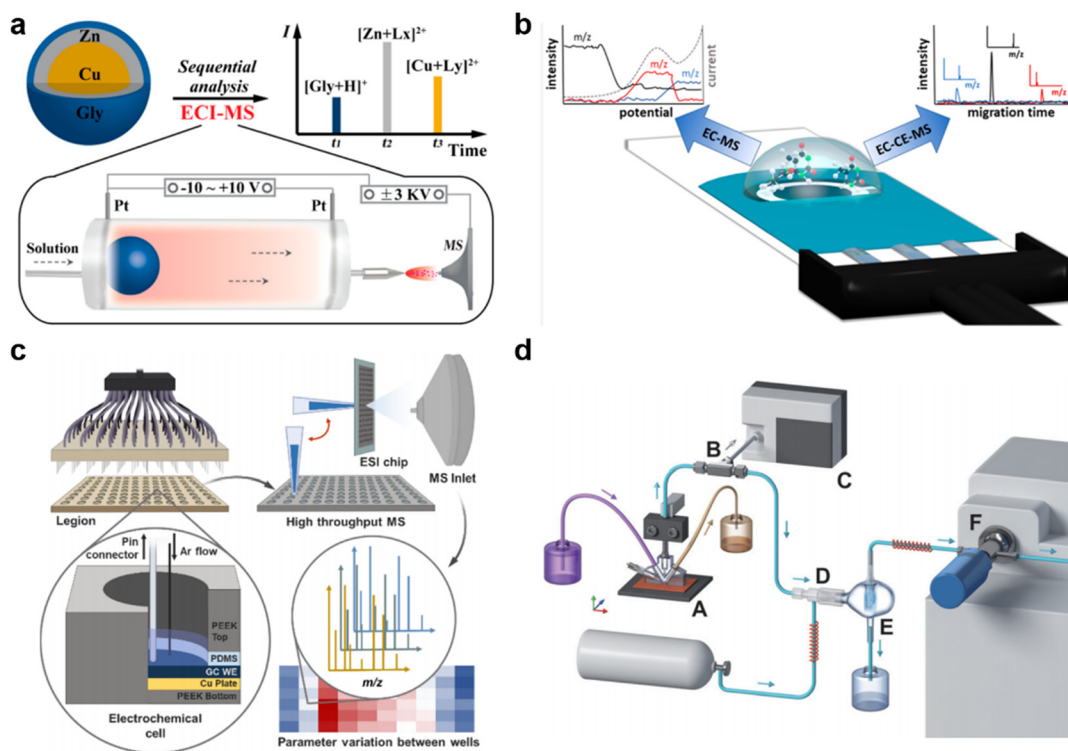 a
Zn
Cu
Gly
Sequential
analysis
ECI-MS
I
[Zn+Lx]²⁺
[Cu+Ly]²⁺
[Gly+H]⁺
t₁ t₂ t₃ Time
-10 ~ +10 V
±3 KV
Pt Pt
MS
Solution
b
m/z
m/z
m/z
intensity
current
potential
EC-MS
EC-CE-MS
m/z
m/z
m/z
intensity
migration time
c
Legion
ESI chip
MS Inlet
High throughput MS
Pin
connector
Ar flow
PEEK
Top
PDMS
GC WE
Cu Plate
PEEK Bottom
Electrochemical
cell
m/z
Parameter variation between wells
d
A
B
C
D
E
F